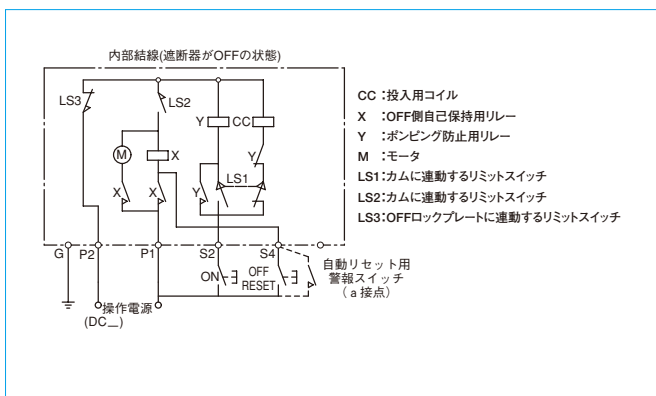 内部結線(遮断器がOFFの状態)
LS3
LS2
Y
CC
M
X
Y
LS1
X
X
Y
G
P2
P1
S2
S4
ON
OFF
RESET
自動リセット用
警報スイッチ
(a接点)
操作電源
(DC_)
CC:投入用コイル
X:OFF側自己保持用リレー
Y:ポンピング防止用リレー
M:モータ
LS1:カムに連動するリミットスイッチ
LS2:カムに連動するリミットスイッチ
LS3:OFFロックプレートに連動するリミットスイッチ